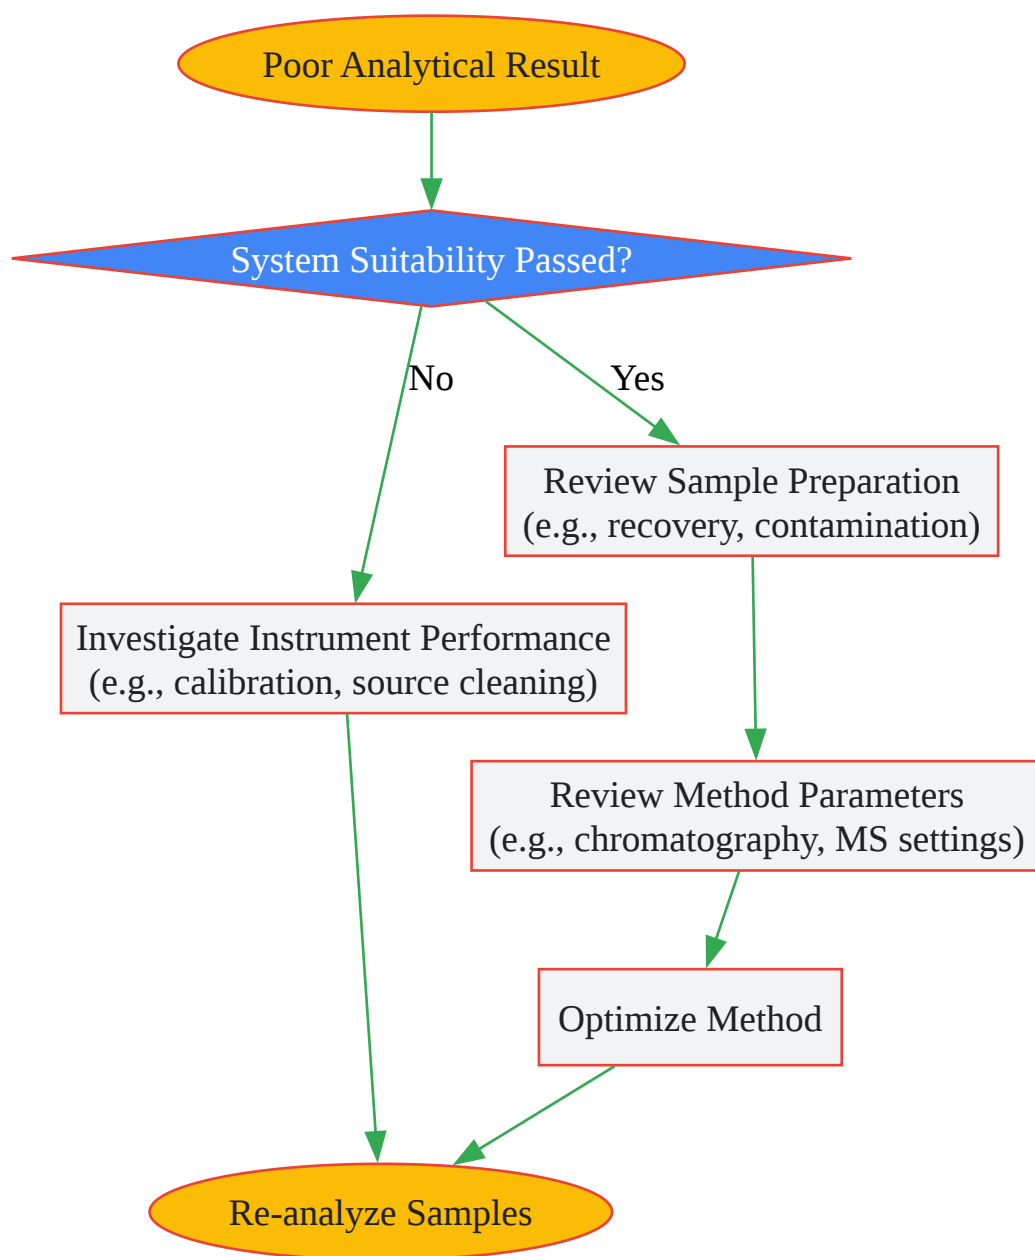 Poor Analytical Result
System Suitability Passed?
No
Yes
Review Sample Preparation
(e.g., recovery, contamination)
Investigate Instrument Performance
(e.g., calibration, source cleaning)
Review Method Parameters
(e.g., chromatography, MS settings)
Optimize Method
Re-analyze Samples